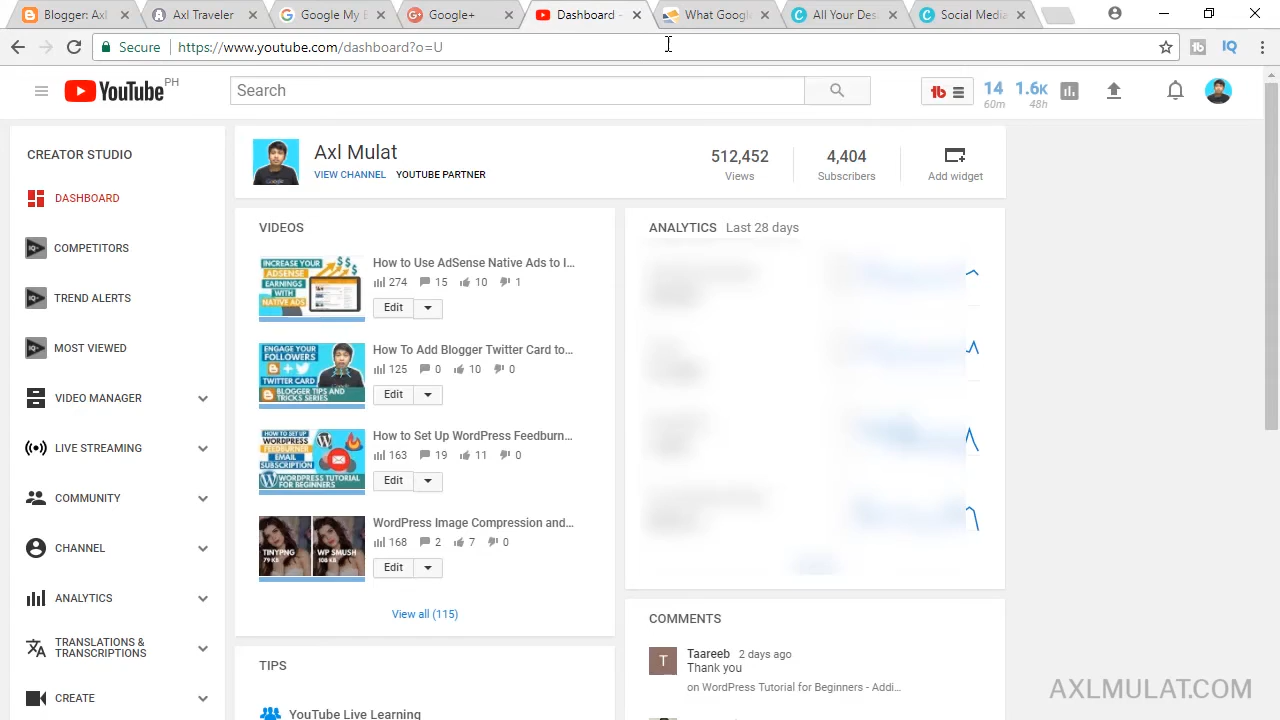 Blogger: Axl
Axl Traveler
Google My B
Google+
Dashboard -
What Googl
All Your Des
Social Media
Secure
https://www.youtube.com/dashboard?o=U
IQ
YouTube PH
Search
14
60m
1.6K
48h
CREATOR STUDIO
DASHBOARD
COMPETITORS
TREND ALERTS
MOST VIEWED
VIDEO MANAGER
LIVE STREAMING
COMMUNITY
CHANNEL
ANALYTICS
TRANSLATIONS &
TRANSCRIPTIONS
CREATE
Axl Mulat
VIEW CHANNEL YOUTUBE PARTNER
512,452
Views
4,404
Subscribers
Add widget
VIDEOS
INCREASE YOUR
ADSENSE
EARNINGS
WITH
NATIVE ADS
How to Use AdSense Native Ads to I...
274 15 10 1
Edit
ENGAGE YOUR
FOLLOWERS
TWITTER CARD
BLOGGER TIPS AND
TRICKS SERIES
How To Add Blogger Twitter Card to...
125 0 10 0
Edit
HOW TO SETUP
WORDPRESS
FEEDBURNER
EMAIL
SUBSCRIPTION
WORDPRESS TUTORIAL
FOR BEGINNERS
How to Set Up WordPress Feedburn...
163 19 11 0
Edit
TINYPNG
79 KB
WP SMUSH
108 KB
WordPress Image Compression and...
168 2 7 0
Edit
View all (115)
TIPS
YouTube Live Learning
ANALYTICS Last 28 days
COMMENTS
T
Taareeb 2 days ago
Thank you
on WordPress Tutorial for Beginners - Addi...
AXLMULAT.COM